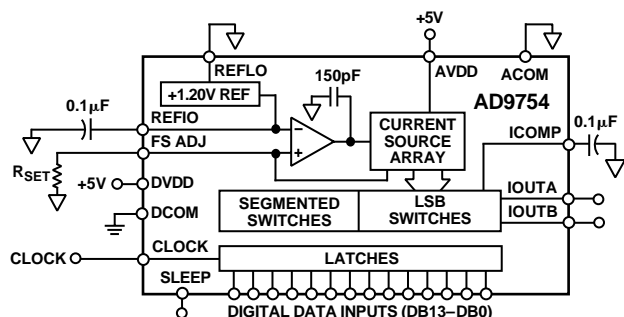 +5V
REFLO
150pF
AVDD
ACOM
+1.20V REF
AD9754
0.1μF
REFIO
–
CURRENT
SOURCE
ARRAY
ICOMP
0.1μF
FS ADJ
+
RSET
+5V
DVDD
DCOM
SEGMENTED
SWITCHES
LSB
SWITCHES
IOUTA
IOUTB
CLOCK
CLOCK
LATCHES
SLEEP
DIGITAL DATA INPUTS (DB13–DB0)